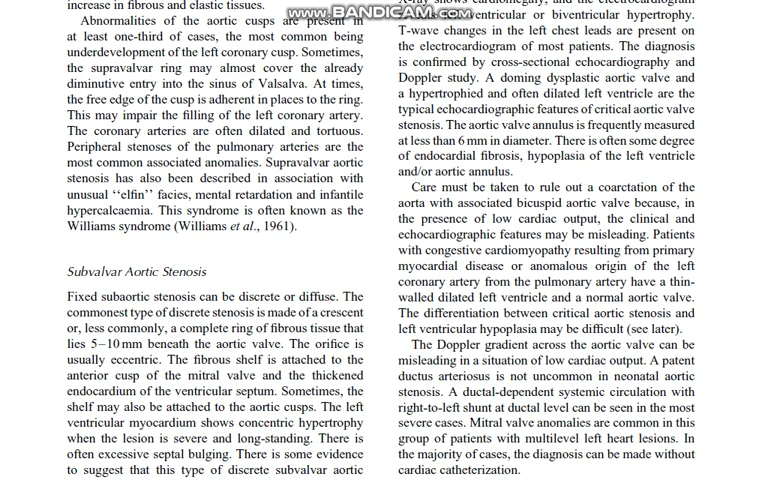 www.BANDICAM.com
increase in fibrous and elastic tissues.
Abnormalities of the aortic cusps are present in
at least one-third of cases, the most common being
underdevelopment of the left coronary cusp. Sometimes,
the supravalvar ring may almost cover the already
diminutive entry into the sinus of Valsalva. At times,
the free edge of the cusp is adherent in places to the ring.
This may impair the filling of the left coronary artery.
The coronary arteries are often dilated and tortuous.
Peripheral stenoses of the pulmonary arteries are the
most common associated anomalies. Supravalvar aortic
stenosis has also been described in association with
unusual ‘‘elfin’’ facies, mental retardation and infantile
hypercalcaemia. This syndrome is often known as the
Williams syndrome (Williams et al., 1961).
Subvalvar Aortic Stenosis
Fixed subaortic stenosis can be discrete or diffuse. The
commonest type of discrete stenosis is made of a crescent
or, less commonly, a complete ring of fibrous tissue that
lies 5–10 mm beneath the aortic valve. The orifice is
usually eccentric. The fibrous shelf is attached to the
anterior cusp of the mitral valve and the thickened
endocardium of the ventricular septum. Sometimes, the
shelf may also be attached to the aortic cusps. The left
ventricular myocardium shows concentric hypertrophy
when the lesion is severe and long-standing. There is
often excessive septal bulging. There is some evidence
to suggest that this type of discrete subvalvar aortic
X-ray shows cardiomegaly, and the electrocardiogram
ventricular or biventricular hypertrophy.
T-wave changes in the left chest leads are present on
the electrocardiogram of most patients. The diagnosis
is confirmed by cross-sectional echocardiography and
Doppler study. A doming dysplastic aortic valve and
a hypertrophied and often dilated left ventricle are the
typical echocardiographic features of critical aortic valve
stenosis. The aortic valve annulus is frequently measured
at less than 6 mm in diameter. There is often some degree
of endocardial fibrosis, hypoplasia of the left ventricle
and/or aortic annulus.
Care must be taken to rule out a coarctation of the
aorta with associated bicuspid aortic valve because, in
the presence of low cardiac output, the clinical and
echocardiographic features may be misleading. Patients
with congestive cardiomyopathy resulting from primary
myocardial disease or anomalous origin of the left
coronary artery from the pulmonary artery have a thin-
walled dilated left ventricle and a normal aortic valve.
The differentiation between critical aortic stenosis and
left ventricular hypoplasia may be difficult (see later).
The Doppler gradient across the aortic valve can be
misleading in a situation of low cardiac output. A patent
ductus arteriosus is not uncommon in neonatal aortic
stenosis. A ductal-dependent systemic circulation with
right-to-left shunt at ductal level can be seen in the most
severe cases. Mitral valve anomalies are common in this
group of patients with multilevel left heart lesions. In
the majority of cases, the diagnosis can be made without
cardiac catheterization.